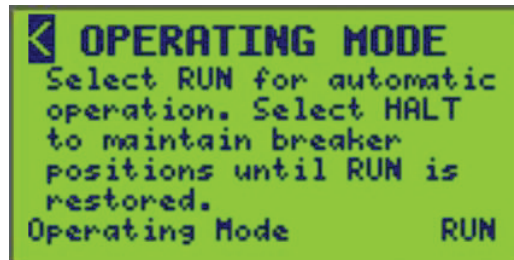 < OPERATING MODE
Select RUN for automatic
operation. Select HALT
to maintain breaker
positions until RUN is
restored.
Operating Mode RUN